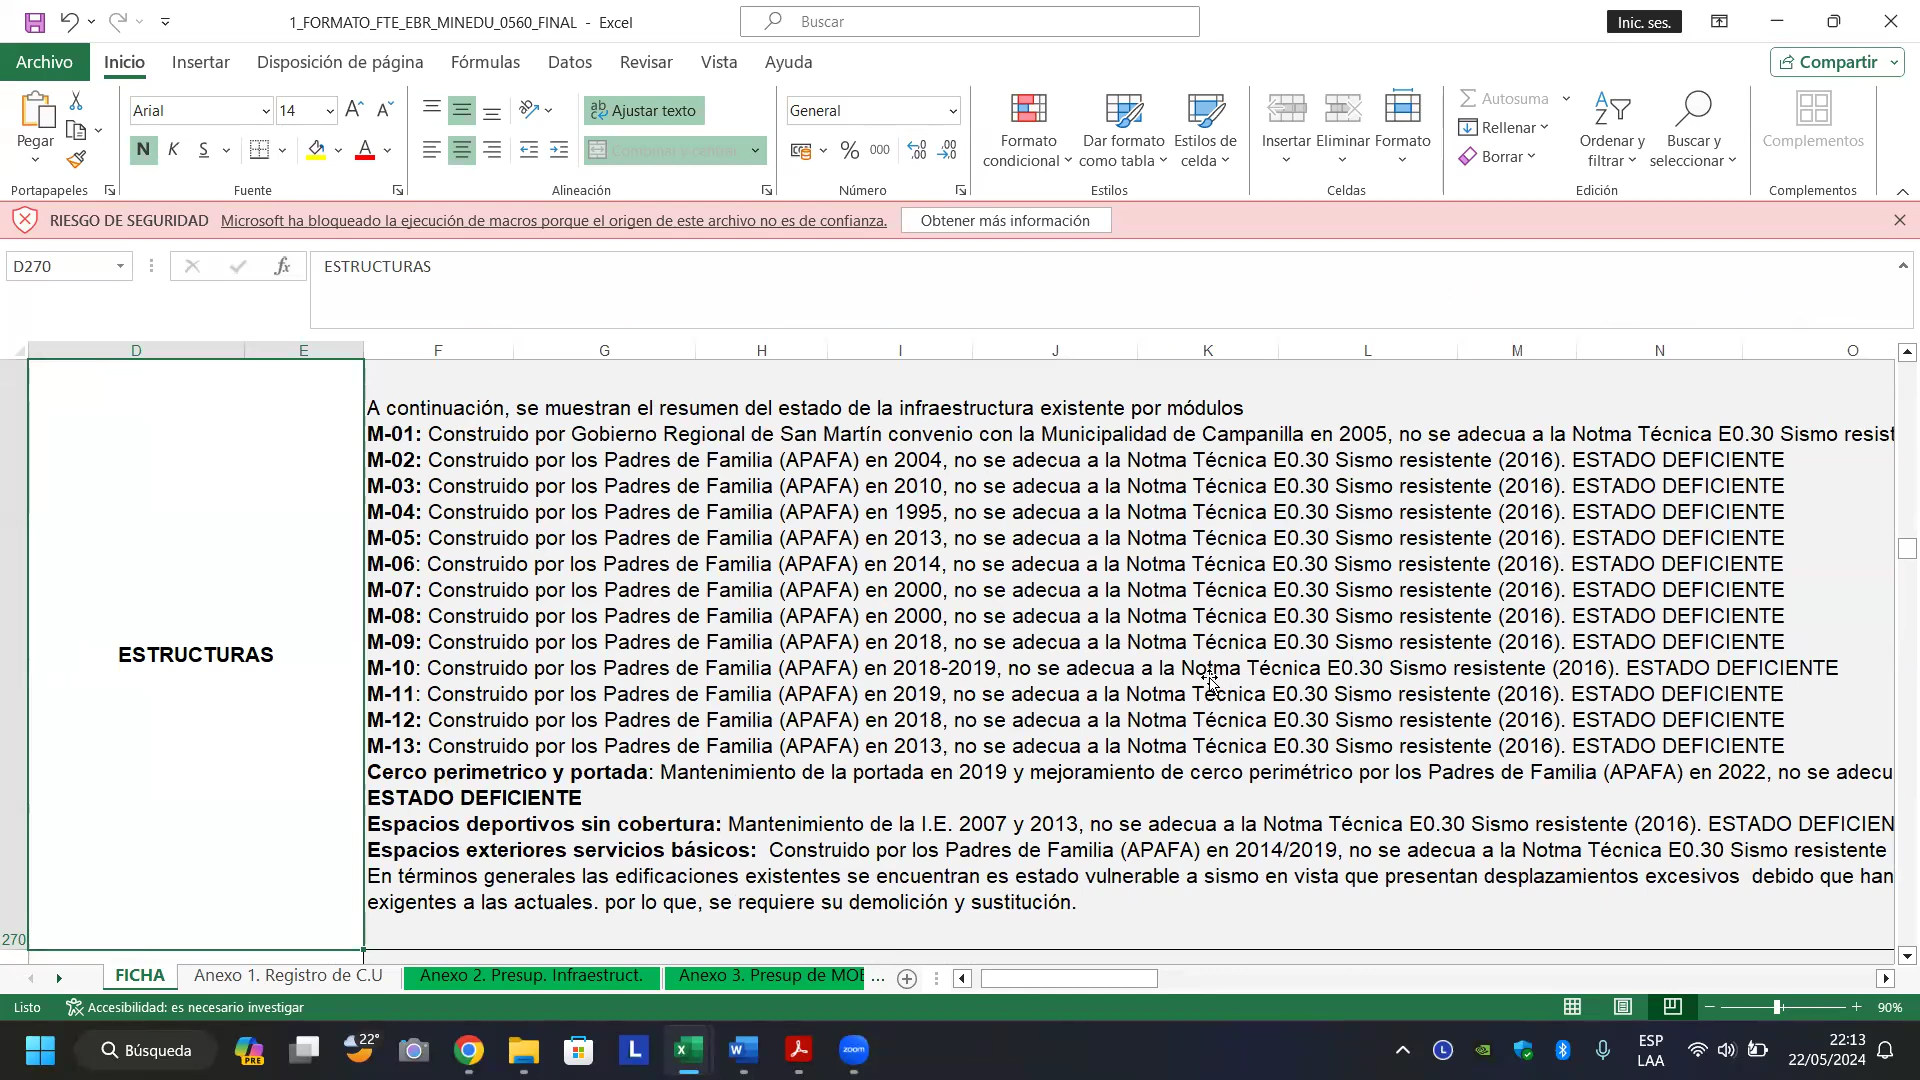 1_FORMATO_FTE_EBR_MINEDU_0560_FINAL - Excel
Buscar
Inic. ses.
Archivo Inicio Insertar Disposición de página Fórmulas Datos Revisar Vista Ayuda
Compartir
Pegar
Portapapeles
Arial 14
N K S
Fuente
Ajustar texto
Combinar y centrar
Alineación
General
% 000
Número
Formato condicional
Dar formato como tabla
Estilos de celda
Estilos
Insertar Eliminar Formato
Celdas
Autosuma
Rellenar
Borrar
Ordenar y filtrar
Buscar y seleccionar
Edición
Complementos
Complementos
RIESGO DE SEGURIDAD Microsoft ha bloqueado la ejecución de macros porque el origen de este archivo no es de confianza. Obtener más información
D270
fx
ESTRUCTURAS
D E F G H I J K L M N O
ESTRUCTURAS
A continuación, se muestran el resumen del estado de la infraestructura existente por módulos
M-01: Construido por Gobierno Regional de San Martín convenio con la Municipalidad de Campanilla en 2005, no se adecua a la Notma Técnica E0.30 Sismo resist
M-02: Construido por los Padres de Familia (APAFA) en 2004, no se adecua a la Notma Técnica E0.30 Sismo resistente (2016). ESTADO DEFICIENTE
M-03: Construido por los Padres de Familia (APAFA) en 2010, no se adecua a la Notma Técnica E0.30 Sismo resistente (2016). ESTADO DEFICIENTE
M-04: Construido por los Padres de Familia (APAFA) en 1995, no se adecua a la Notma Técnica E0.30 Sismo resistente (2016). ESTADO DEFICIENTE
M-05: Construido por los Padres de Familia (APAFA) en 2013, no se adecua a la Notma Técnica E0.30 Sismo resistente (2016). ESTADO DEFICIENTE
M-06: Construido por los Padres de Familia (APAFA) en 2014, no se adecua a la Notma Técnica E0.30 Sismo resistente (2016). ESTADO DEFICIENTE
M-07: Construido por los Padres de Familia (APAFA) en 2000, no se adecua a la Notma Técnica E0.30 Sismo resistente (2016). ESTADO DEFICIENTE
M-08: Construido por los Padres de Familia (APAFA) en 2000, no se adecua a la Notma Técnica E0.30 Sismo resistente (2016). ESTADO DEFICIENTE
M-09: Construido por los Padres de Familia (APAFA) en 2018, no se adecua a la Notma Técnica E0.30 Sismo resistente (2016). ESTADO DEFICIENTE
M-10: Construido por los Padres de Familia (APAFA) en 2018-2019, no se adecua a la Notma Técnica E0.30 Sismo resistente (2016). ESTADO DEFICIENTE
M-11: Construido por los Padres de Familia (APAFA) en 2019, no se adecua a la Notma Técnica E0.30 Sismo resistente (2016). ESTADO DEFICIENTE
M-12: Construido por los Padres de Familia (APAFA) en 2018, no se adecua a la Notma Técnica E0.30 Sismo resistente (2016). ESTADO DEFICIENTE
M-13: Construido por los Padres de Familia (APAFA) en 2013, no se adecua a la Notma Técnica E0.30 Sismo resistente (2016). ESTADO DEFICIENTE
Cerco perimetrico y portada: Mantenimiento de la portada en 2019 y mejoramiento de cerco perimétrico por los Padres de Familia (APAFA) en 2022, no se adecu
ESTADO DEFICIENTE
Espacios deportivos sin cobertura: Mantenimiento de la I.E. 2007 y 2013, no se adecua a la Notma Técnica E0.30 Sismo resistente (2016). ESTADO DEFICIEN
Espacios exteriores servicios básicos: Construido por los Padres de Familia (APAFA) en 2014/2019, no se adecua a la Notma Técnica E0.30 Sismo resistente
En términos generales las edificaciones existentes se encuentran es estado vulnerable a sismo en vista que presentan desplazamientos excesivos debido que han
exigentes a las actuales. por lo que, se requiere su demolición y sustitución.
270
FICHA Anexo 1. Registro de C.U Anexo 2. Presup. Infraestruct. Anexo 3. Presup de MOE ...
Listo Accesibilidad: es necesario investigar 90%
Búsqueda
PRE
22°
L
zoom
ESP
LAA
22:13
22/05/2024